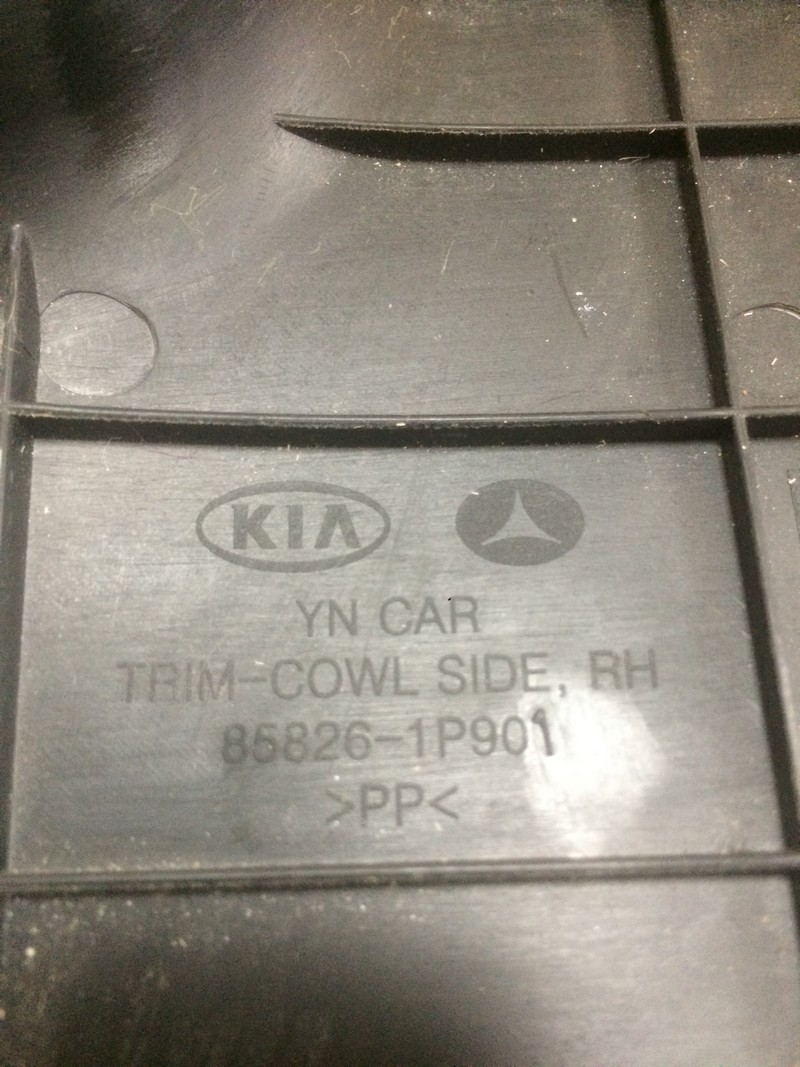 KIA
YN CAR
TRIM-COWL SIDE, RH
85826-1P901
>PP<